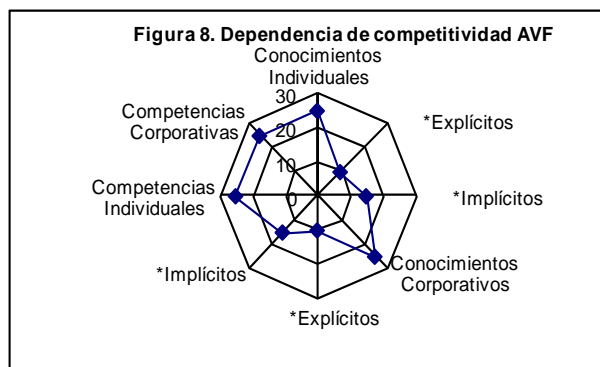 Figura 8. Dependencia de competitividad AVF
Conocimientos
Individuales
30
20
10
0
*Explícitos
*Implícitos
Conocimientos
Corporativos
*Explícitos
*Implícitos
Competencias
Individuales
Competencias
Corporativas